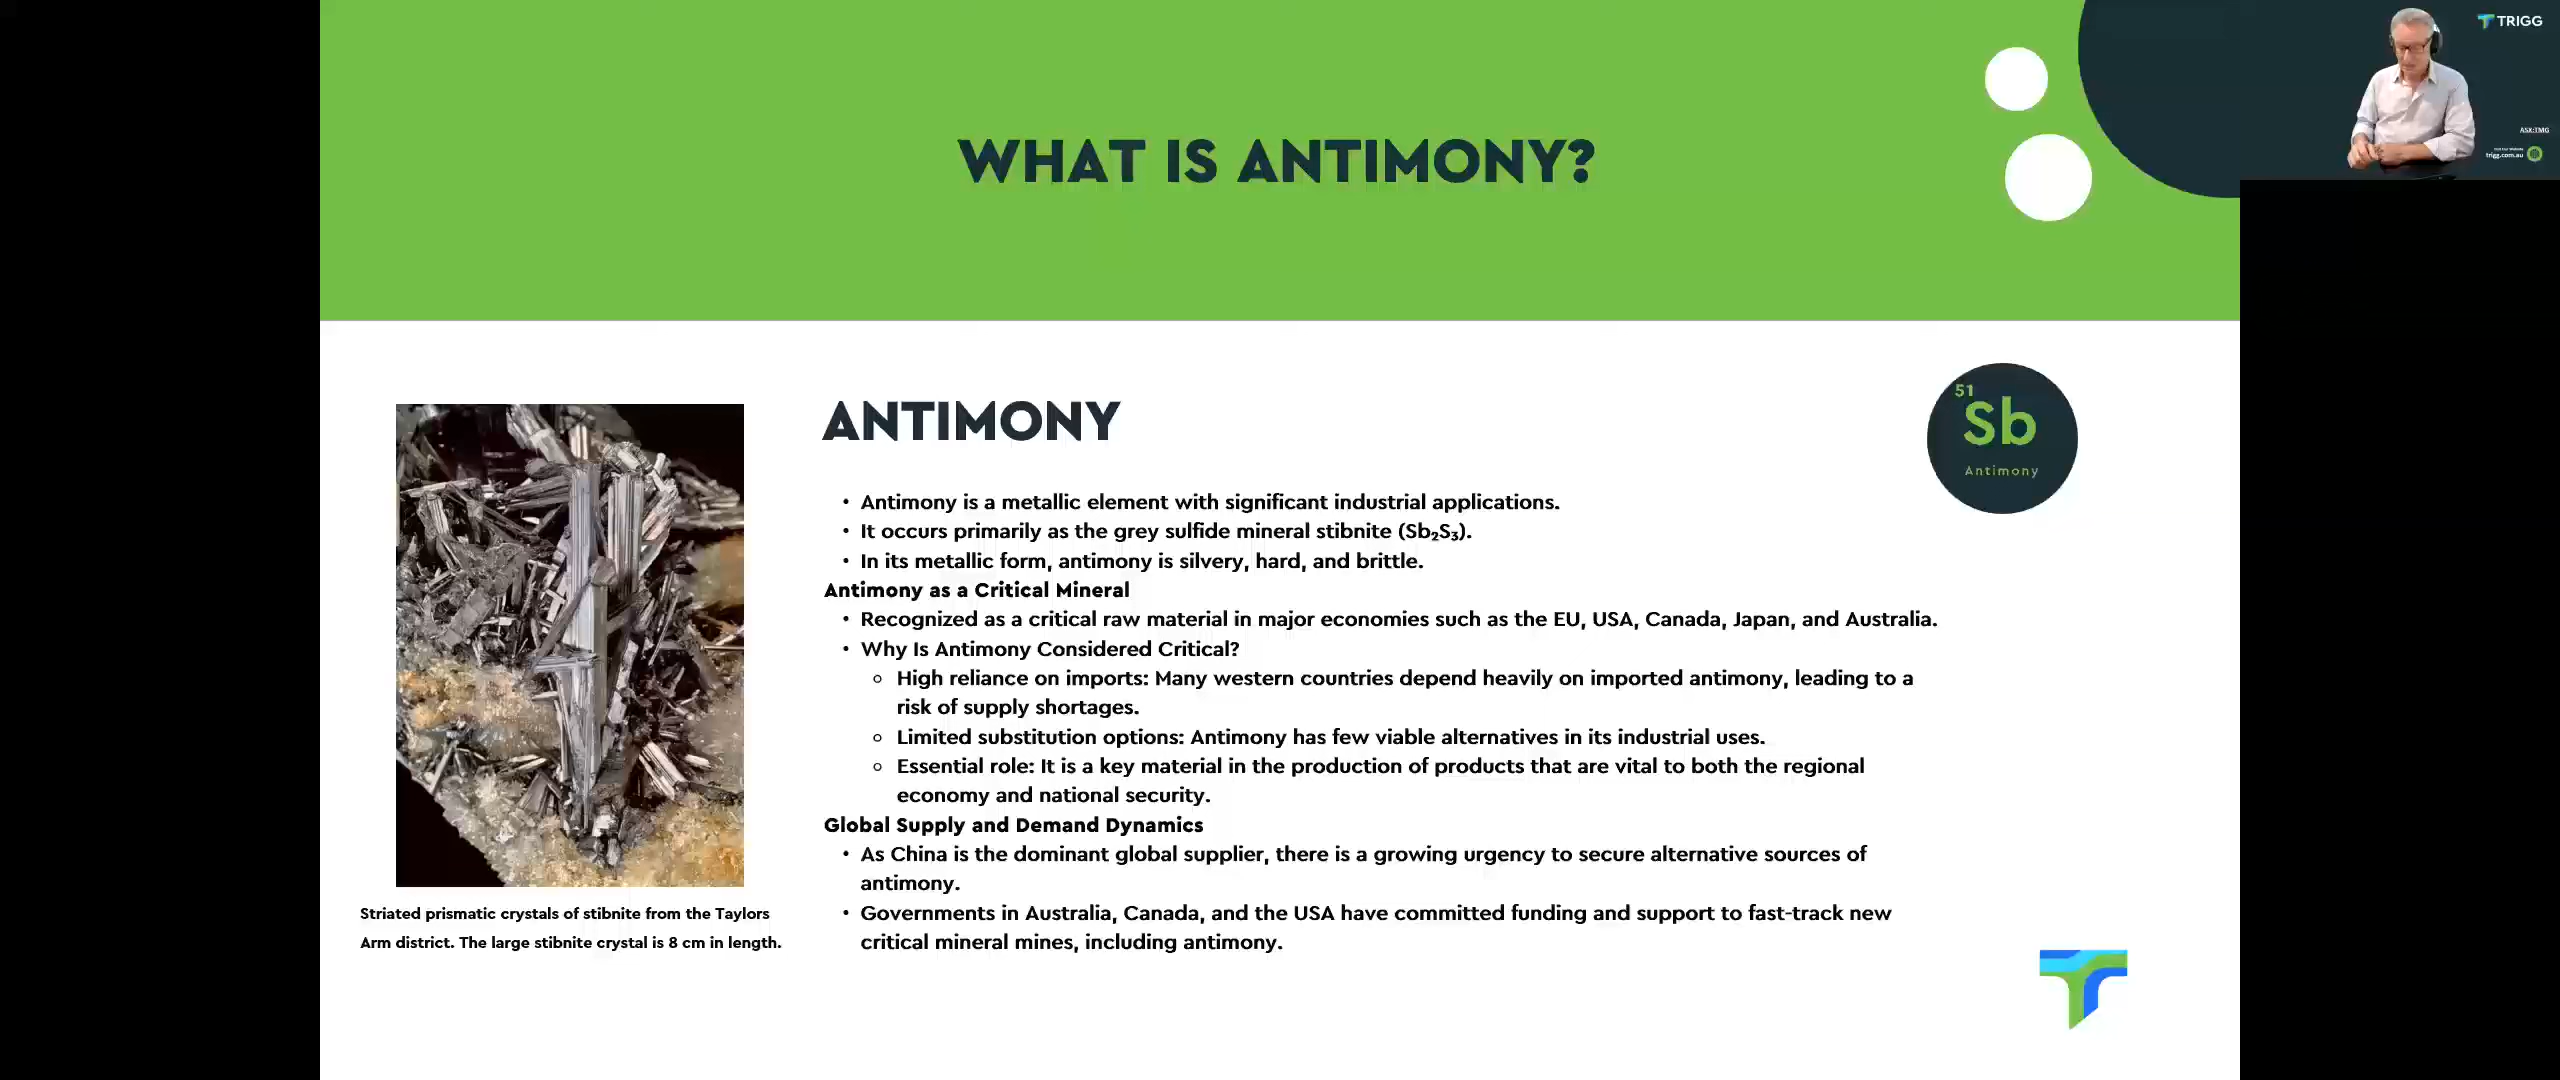 WHAT IS ANTIMONY?
TRIGG
ASX:TMG
Visit Our Website
trigg.com.au
51
Sb
Antimony
ANTIMONY
• Antimony is a metallic element with significant industrial applications.
• It occurs primarily as the grey sulfide mineral stibnite (Sb₂S₃).
• In its metallic form, antimony is silvery, hard, and brittle.
Antimony as a Critical Mineral
• Recognized as a critical raw material in major economies such as the EU, USA, Canada, Japan, and Australia.
• Why Is Antimony Considered Critical?
◦ High reliance on imports: Many western countries depend heavily on imported antimony, leading to a
risk of supply shortages.
◦ Limited substitution options: Antimony has few viable alternatives in its industrial uses.
◦ Essential role: It is a key material in the production of products that are vital to both the regional
economy and national security.
Global Supply and Demand Dynamics
• As China is the dominant global supplier, there is a growing urgency to secure alternative sources of
antimony.
• Governments in Australia, Canada, and the USA have committed funding and support to fast-track new
critical mineral mines, including antimony.
Striated prismatic crystals of stibnite from the Taylors
Arm district. The large stibnite crystal is 8 cm in length.